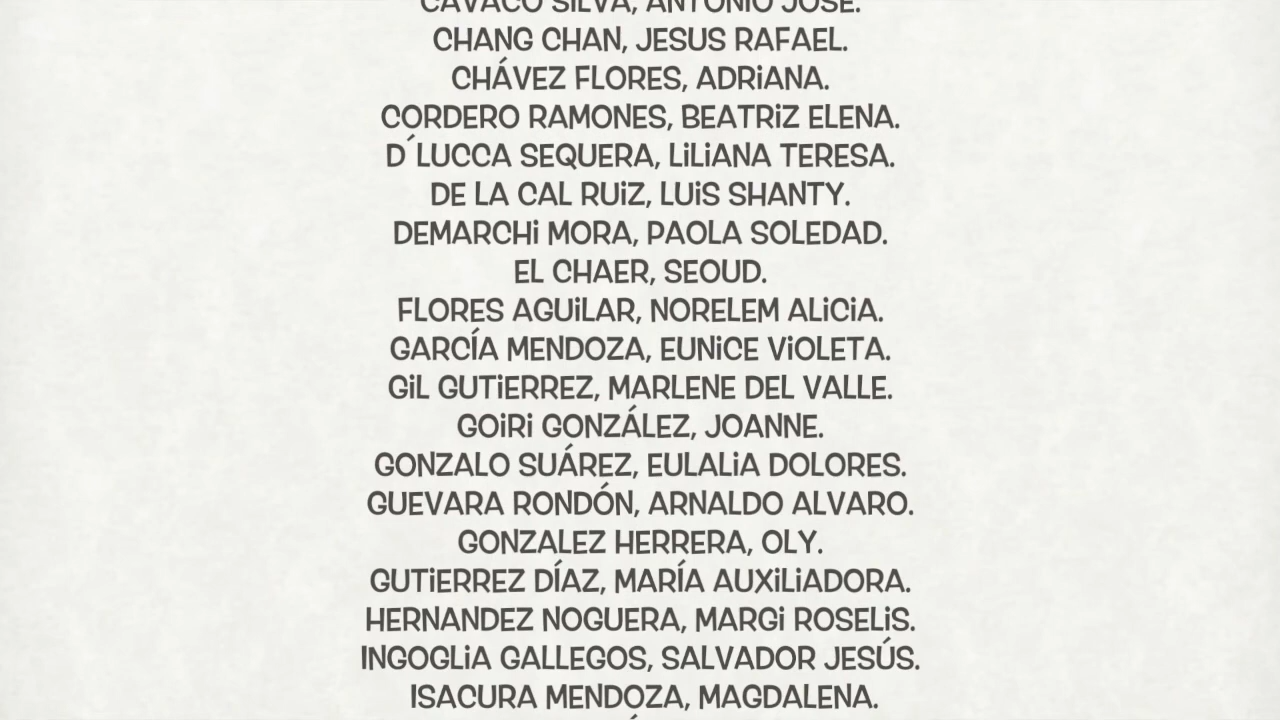 CAVACO SILVA, ANTONIO JOSÉ.
CHANG CHAN, JESUS RAFAEL.
CHÁVEZ FLORES, ADRiANA.
CORDERO RAMONES, BEATRiZ ELENA.
D´LUCCA SEQUERA, LiLiANA TERESA.
DE LA CAL RUiZ, LUiS SHANTY.
DEMARCHi MORA, PAOLA SOLEDAD.
EL CHAER, SEOUD.
FLORES AGUiLAR, NORELEM ALiCiA.
GARCÍA MENDOZA, EUNiCE ViOLETA.
GiL GUTiERREZ, MARLENE DEL VALLE.
GOiRi GONZÁLEZ, JOANNE.
GONZALO SUÁREZ, EULALiA DOLORES.
GUEVARA RONDÓN, ARNALDO ALVARO.
GONZALEZ HERRERA, OLY.
GUTiERREZ DÍAZ, MARÍA AUXiLiADORA.
HERNANDEZ NOGUERA, MARGi ROSELiS.
INGOGLiA GALLEGOS, SALVADOR JESÚS.
ISACURA MENDOZA, MAGDALENA.